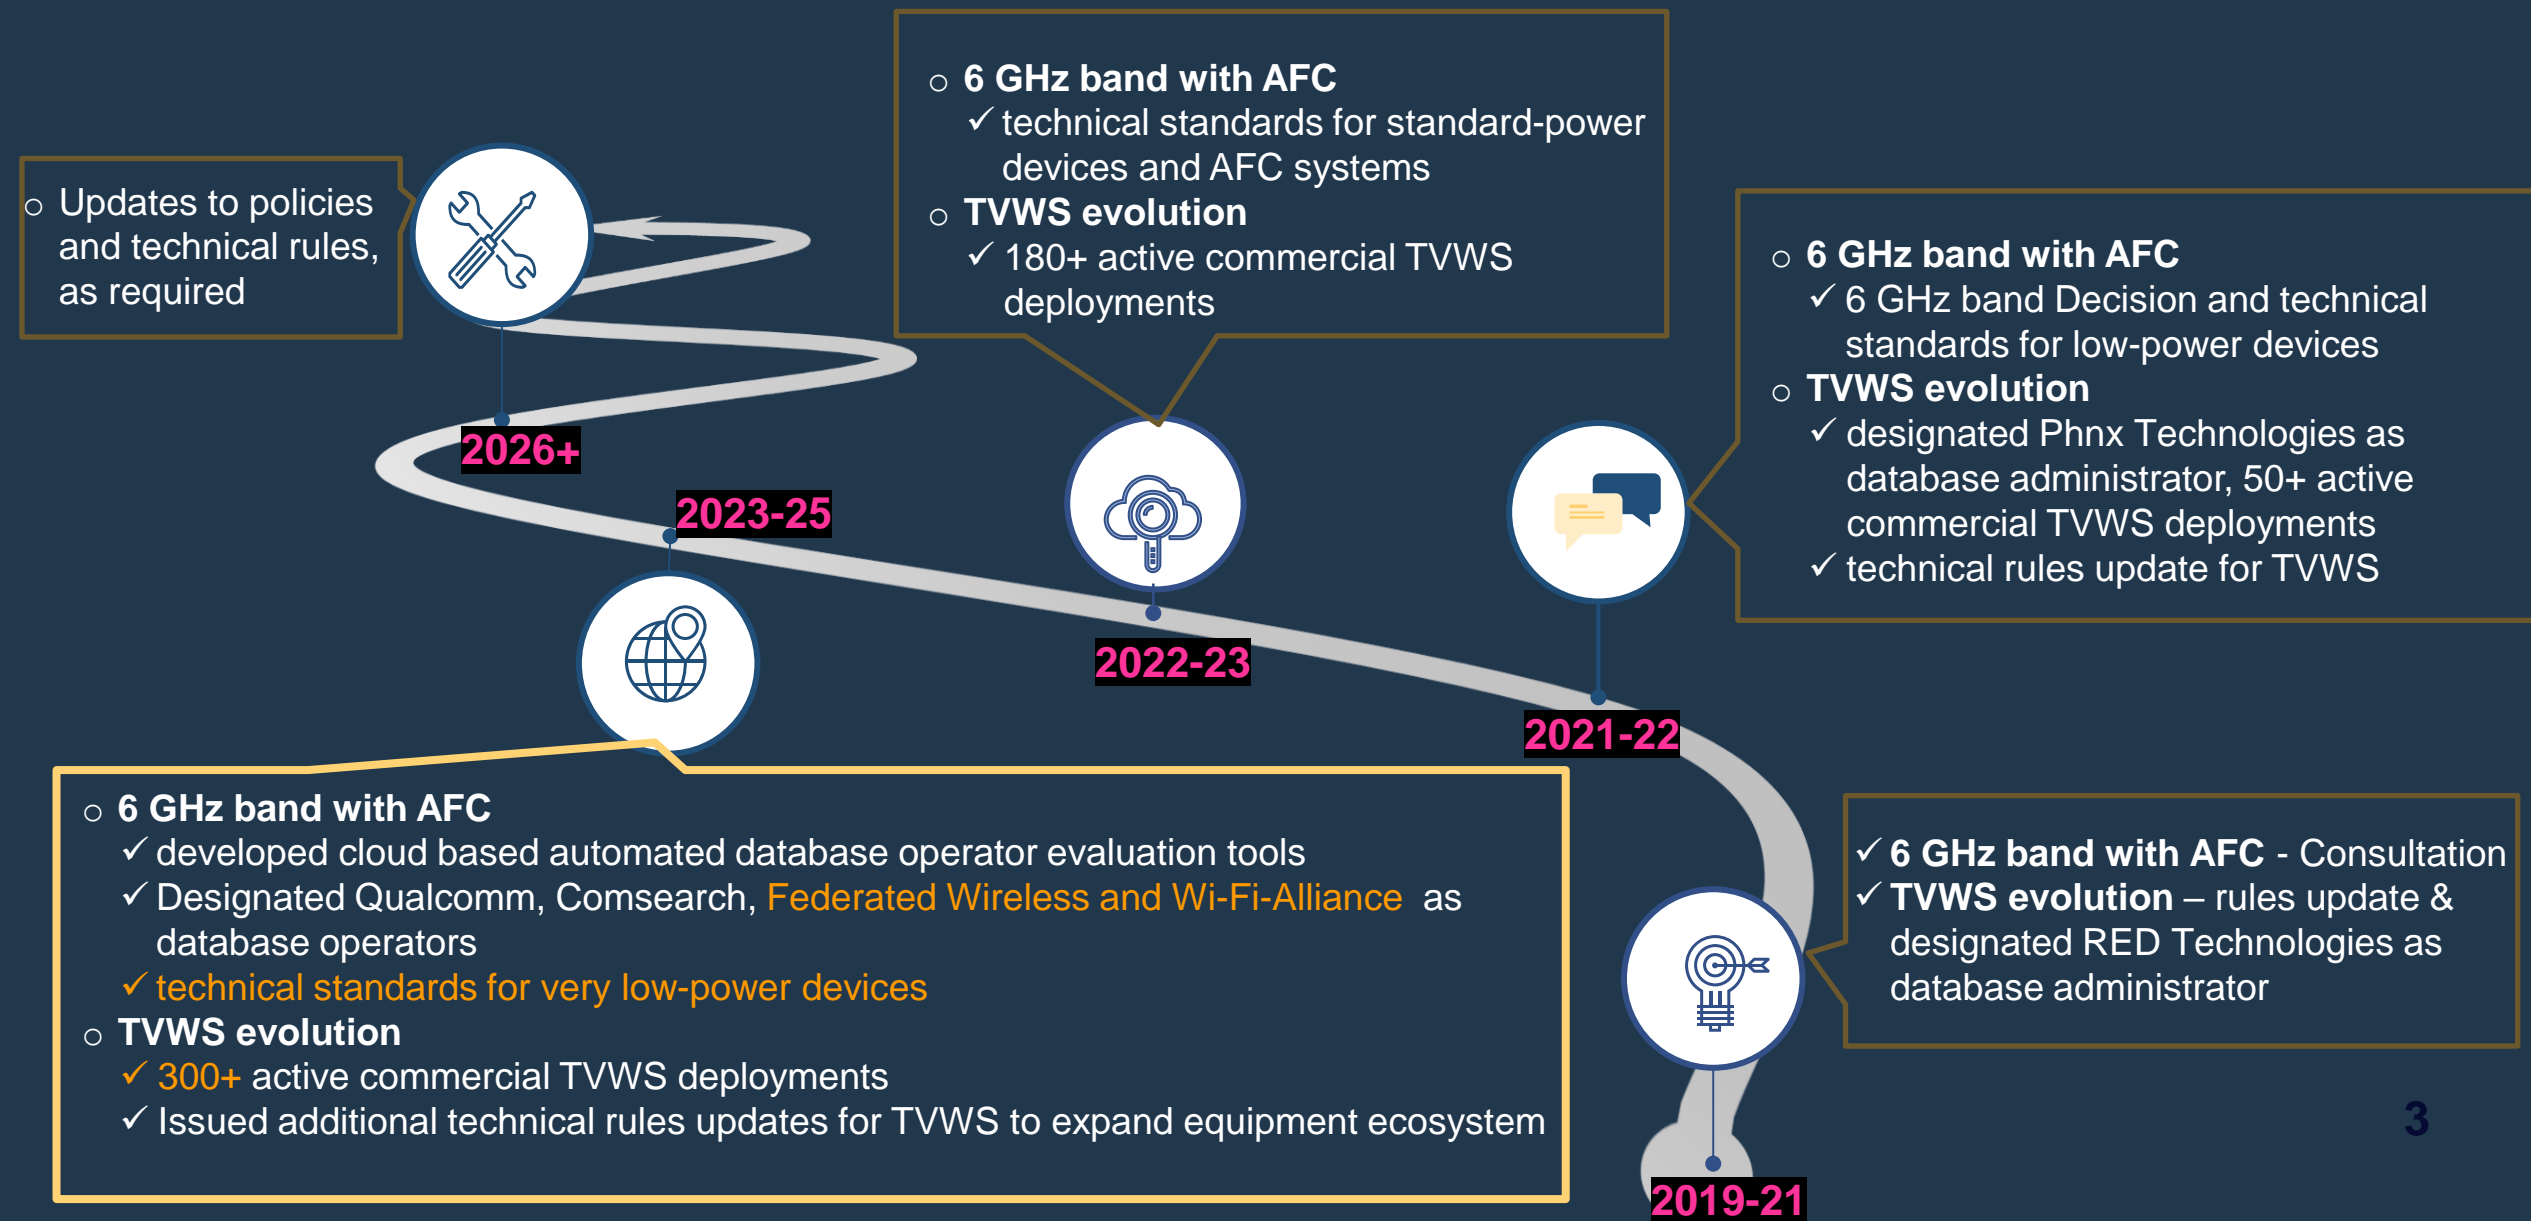 ○ Updates to policies
and technical rules,
as required
2026+
○ 6 GHz band with AFC
✓ technical standards for standard-power
devices and AFC systems
○ TVWS evolution
✓ 180+ active commercial TVWS
deployments
2022-23
○ 6 GHz band with AFC
✓ 6 GHz band Decision and technical
standards for low-power devices
○ TVWS evolution
✓ designated Phnx Technologies as
database administrator, 50+ active
commercial TVWS deployments
✓ technical rules update for TVWS
2021-22
2023-25
○ 6 GHz band with AFC
✓ developed cloud based automated database operator evaluation tools
✓ Designated Qualcomm, Comsearch, Federated Wireless and Wi-Fi-Alliance as
database operators
✓ technical standards for very low-power devices
○ TVWS evolution
✓ 300+ active commercial TVWS deployments
✓ Issued additional technical rules updates for TVWS to expand equipment ecosystem
✓ 6 GHz band with AFC - Consultation
✓ TVWS evolution – rules update &
designated RED Technologies as
database administrator
2019-21
3